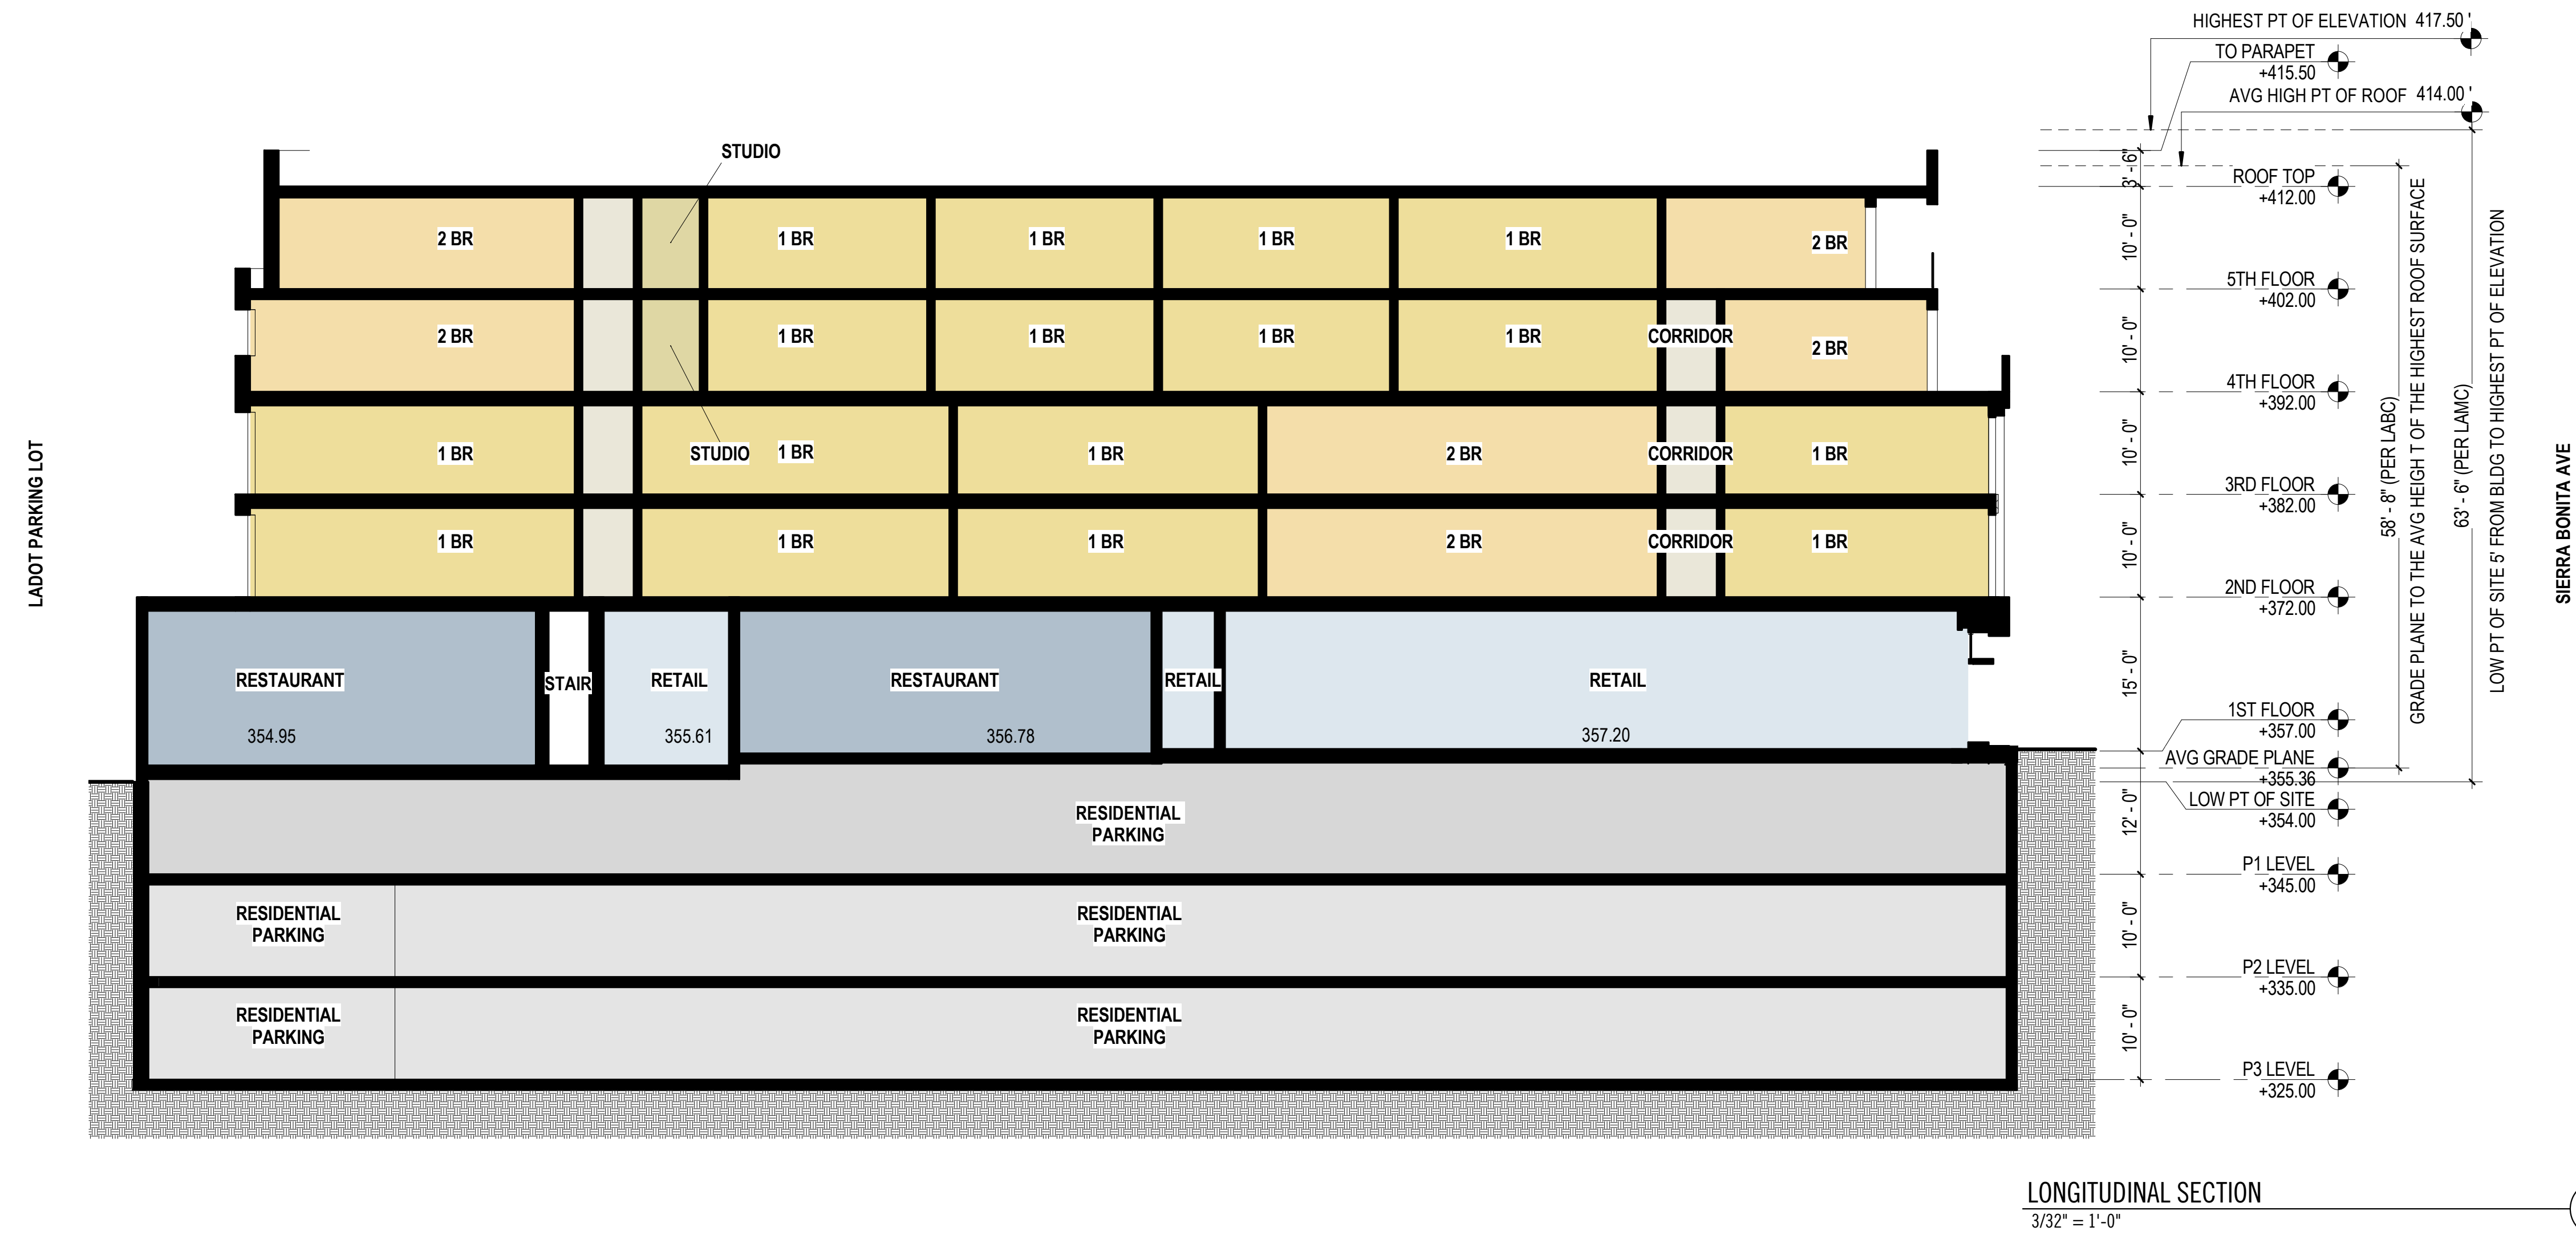 HIGHEST PT OF ELEVATION 417.50 '
TO PARAPET
+415.50
AVG HIGH PT OF ROOF 414.00 '
STUDIO
3' - 6"
ROOF TOP
+412.00
2 BR
1 BR
1 BR
1 BR
1 BR
2 BR
10' - 0"
5TH FLOOR
+402.00
2 BR
1 BR
1 BR
1 BR
1 BR
CORRIDOR
2 BR
10' - 0"
4TH FLOOR
+392.00
1 BR
STUDIO
1 BR
1 BR
2 BR
CORRIDOR
1 BR
10' - 0"
3RD FLOOR
+382.00
1 BR
1 BR
1 BR
2 BR
CORRIDOR
1 BR
10' - 0"
2ND FLOOR
+372.00
RESTAURANT
354.95
STAIR
RETAIL
355.61
RESTAURANT
356.78
RETAIL
RETAIL
357.20
15' - 0"
1ST FLOOR
+357.00
AVG GRADE PLANE
+355.36
LOW PT OF SITE
+354.00
RESIDENTIAL
PARKING
12' - 0"
P1 LEVEL
+345.00
RESIDENTIAL
PARKING
RESIDENTIAL
PARKING
10' - 0"
P2 LEVEL
+335.00
RESIDENTIAL
PARKING
RESIDENTIAL
PARKING
10' - 0"
P3 LEVEL
+325.00
58' - 8" (PER LABC)
GRADE PLANE TO THE AVG HEIGH T OF THE HIGHEST ROOF SURFACE
63' - 6" (PER LAMC)
LOW PT OF SITE 5' FROM BLDG TO HIGHEST PT OF ELEVATION
LADOT PARKING LOT
SIERRA BONITA AVE
LONGITUDINAL SECTION
3/32" = 1'-0"